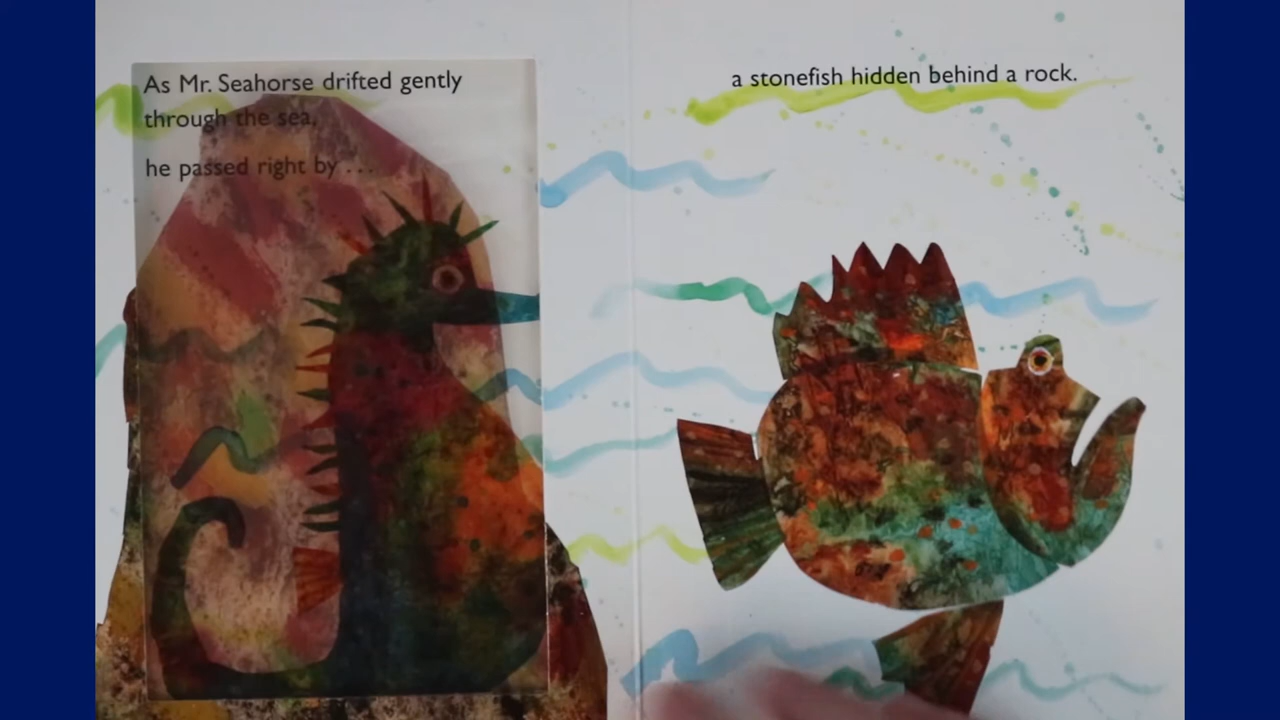 As Mr. Seahorse drifted gently
through the sea,
he passed right by ...
a stonefish hidden behind a rock.